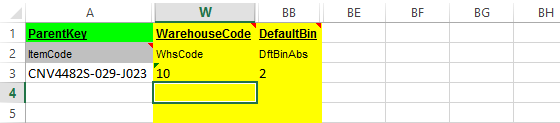 A W BB BE BF BG BH
1 ParentKey WarehouseCode DefaultBin
2 ItemCode WhsCode DftBinAbs
3 CNV4482S-029-J023 10 2
4
5